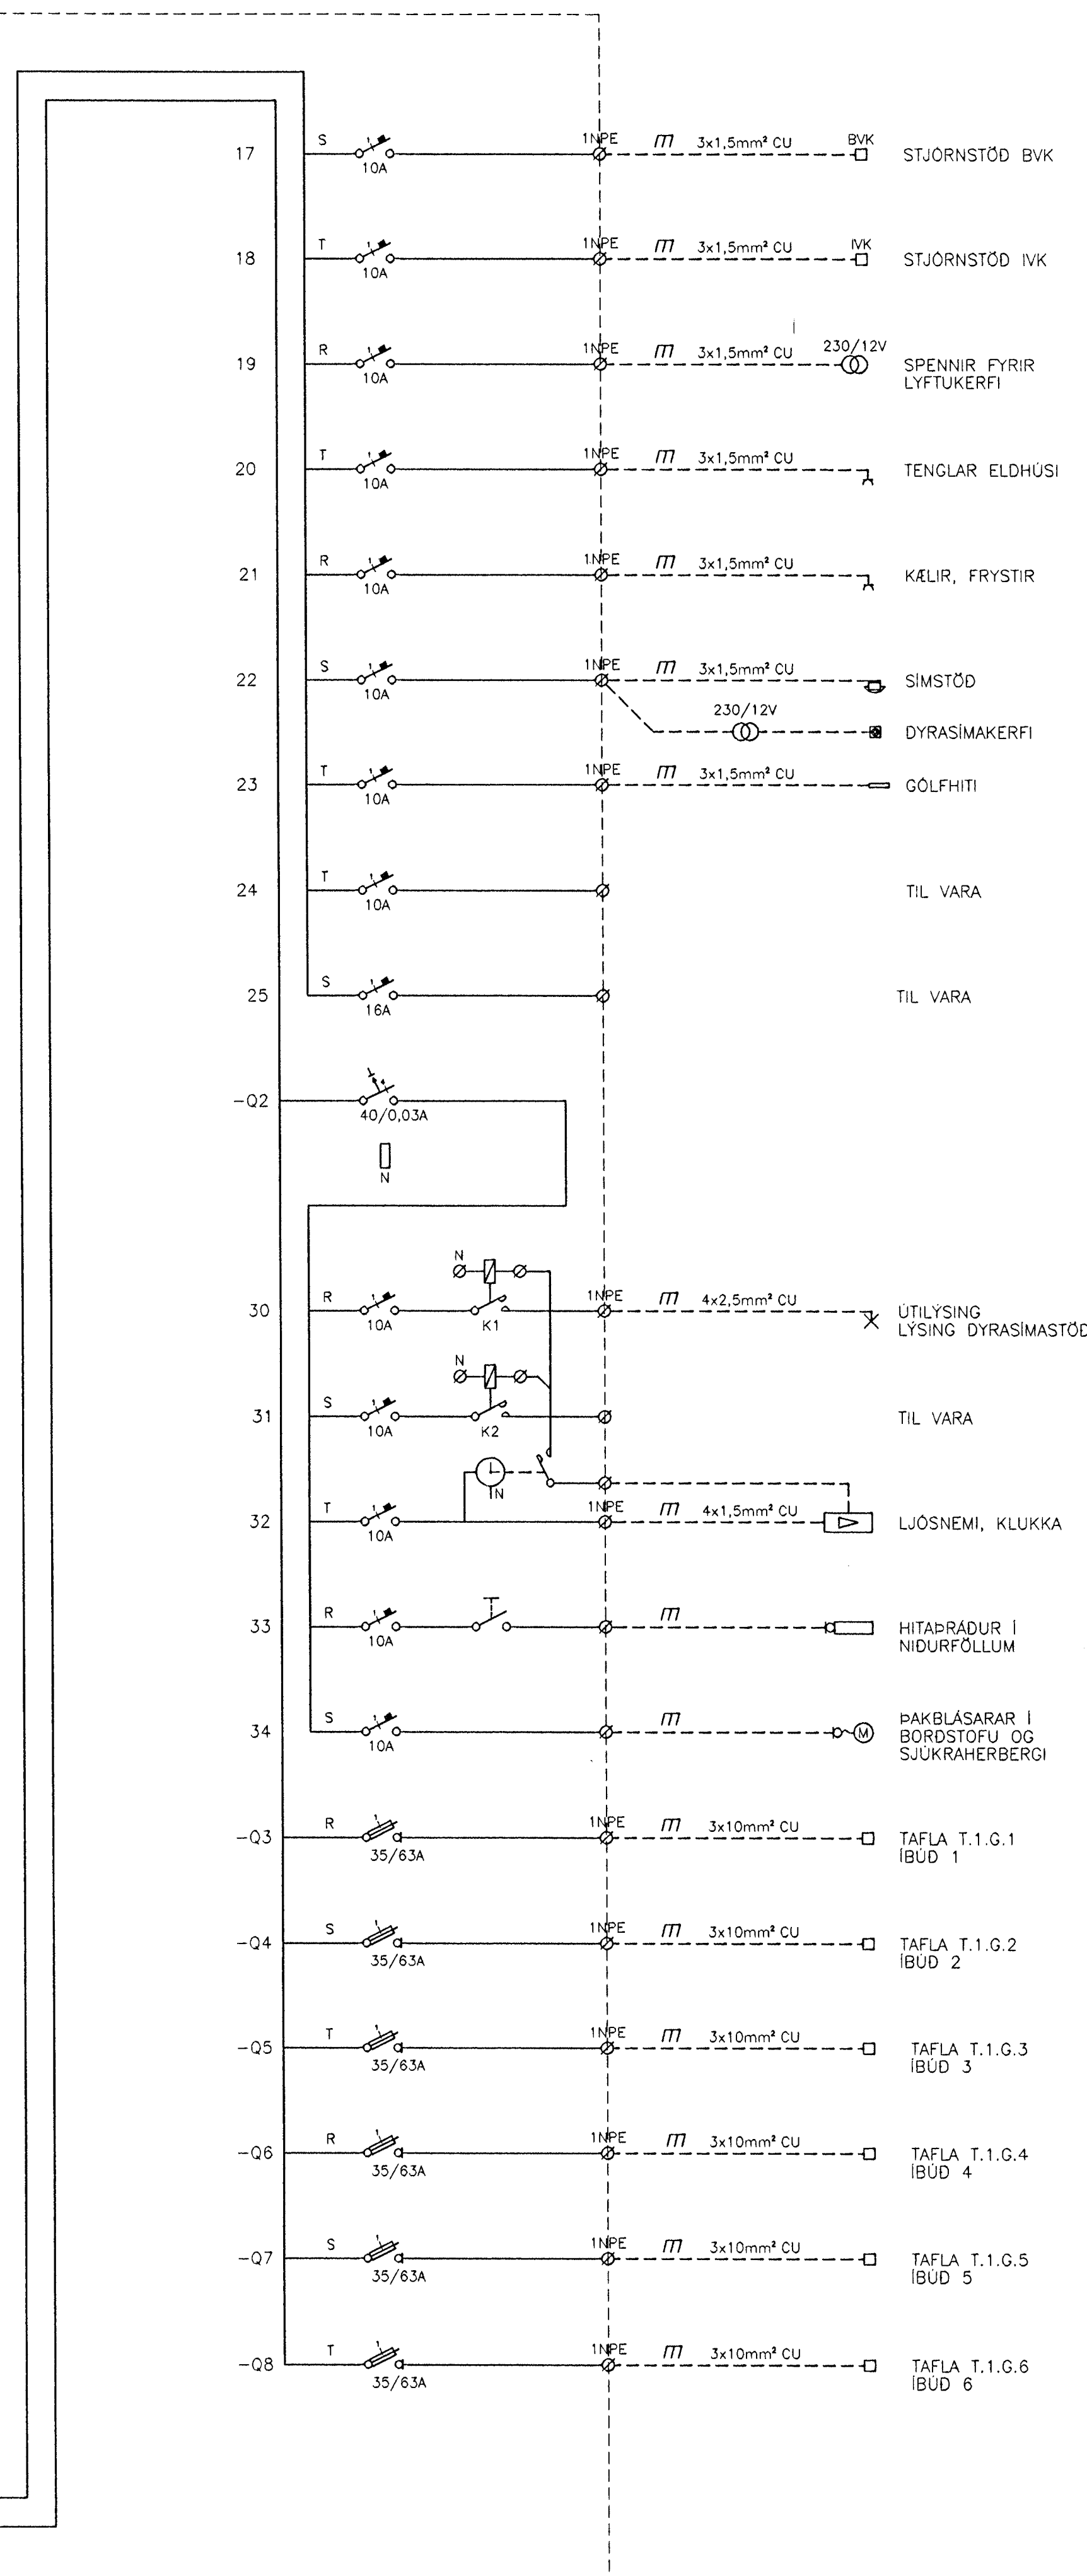 17 S 10A 1NPE 3x1,5mm² CU BVK STJÓRNSTÖÐ BVK
18 T 10A 1NPE 3x1,5mm² CU IVK STJÓRNSTÖÐ IVK
19 R 10A 1NPE 3x1,5mm² CU 230/12V SPENNIR FYRIR
LYFTUKERFI
20 T 10A 1NPE 3x1,5mm² CU TENGLAR ELDHÚSI
21 R 10A 1NPE 3x1,5mm² CU KÆLIR, FRYSTIR
22 S 10A 1NPE 3x1,5mm² CU SÍMSTÖÐ
230/12V DYRASÍMAKERFI
23 T 10A 1NPE 3x1,5mm² CU GÓLFHITI
24 T 10A TIL VARA
25 S 16A TIL VARA
-Q2 40/0,03A
N
N
30 R 10A K1 1NPE 4x2,5mm² CU ÚTILÝSING
LÝSING DYRASÍMASTÖÐ
N
31 S 10A K2 TIL VARA
N
32 T 10A 1NPE 4x1,5mm² CU LJÓSNEMI, KLUKKA
33 R 10A HITAÞRÁÐUR Í
NIÐURFÖLLUM
34 S 10A M ÞAKBLÁSARAR Í
BORÐSTOFU OG
SJÚKRAHERBERGI
-Q3 R 35/63A 1NPE 3x10mm² CU TAFLA T.1.G.1
ÍBÚÐ 1
-Q4 S 35/63A 1NPE 3x10mm² CU TAFLA T.1.G.2
ÍBÚÐ 2
-Q5 T 35/63A 1NPE 3x10mm² CU TAFLA T.1.G.3
ÍBÚÐ 3
-Q6 R 35/63A 1NPE 3x10mm² CU TAFLA T.1.G.4
ÍBÚÐ 4
-Q7 S 35/63A 1NPE 3x10mm² CU TAFLA T.1.G.5
ÍBÚÐ 5
-Q8 T 35/63A 1NPE 3x10mm² CU TAFLA T.1.G.6
ÍBÚÐ 6